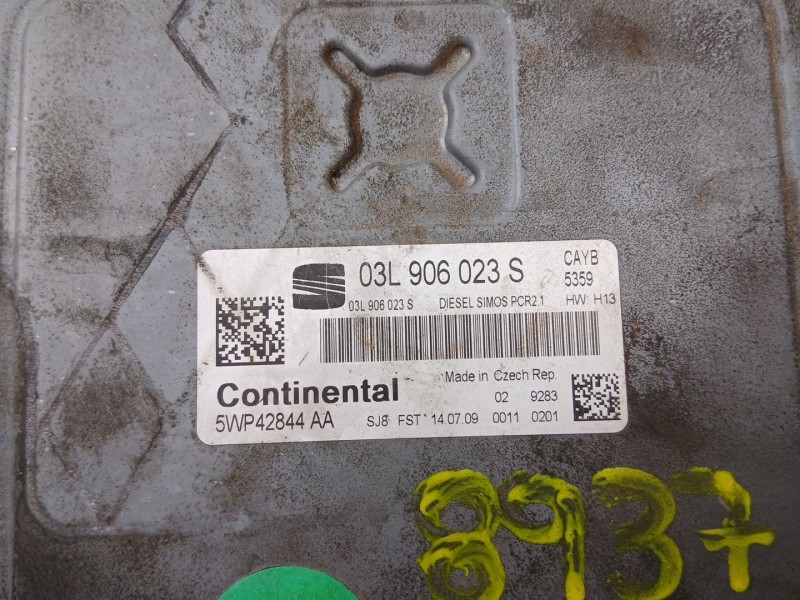 03L 906 023 S
CAYB
5359
03L 906 023 S DIESEL SIMOS PCR2.1 HW: H13
Continental
Made in Czech Rep.
02 9283
5WP42844 AA
SJ8 FST 14.07.09 0011 0201
8937